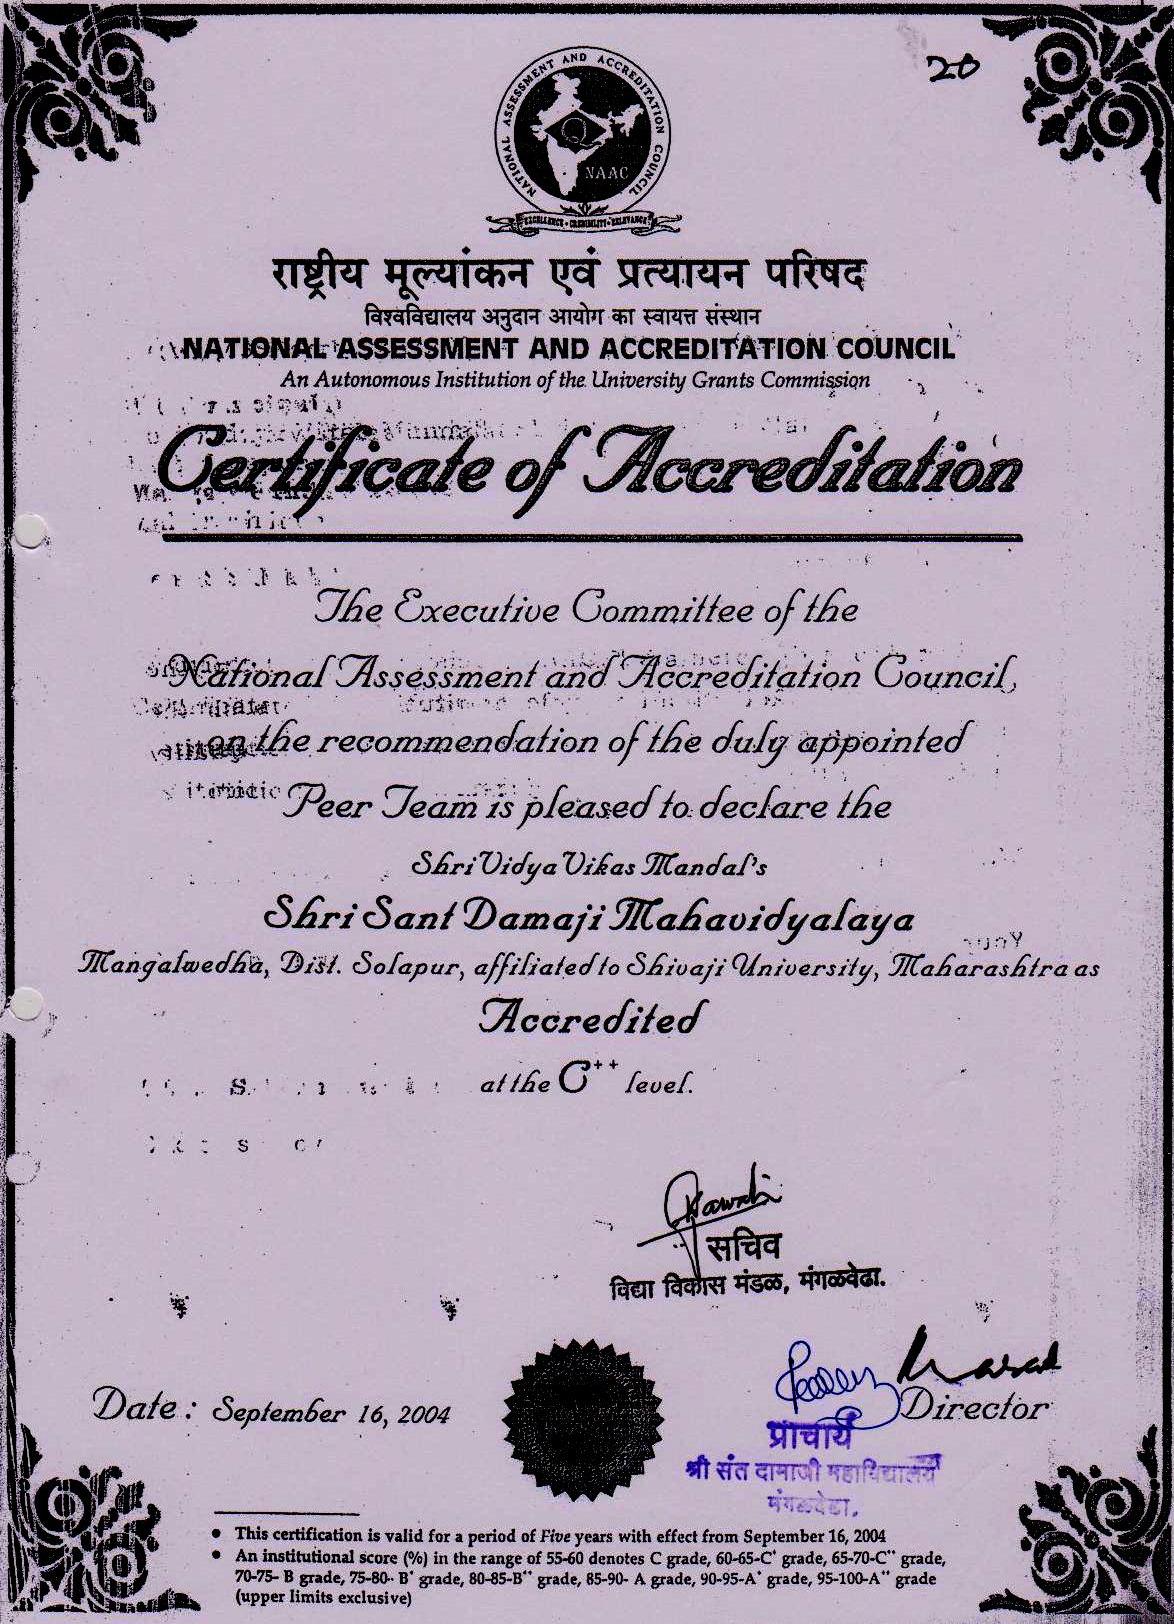 20
NATIONAL ASSESSMENT AND ACCREDITATION COUNCIL
NAAC
EXCELLENCE • CREDIBILITY • RELEVANCE
राष्ट्रीय मूल्यांकन एवं प्रत्यायन परिषद
विश्वविद्यालय अनुदान आयोग का स्वायत्त संस्थान
NATIONAL ASSESSMENT AND ACCREDITATION COUNCIL
An Autonomous Institution of the University Grants Commission
Certificate of Accreditation
The Executive Committee of the
National Assessment and Accreditation Council,
on the recommendation of the duly appointed
Peer Team is pleased to declare the
Shri Vidya Vikas Mandal's
Shri Sant Damaji Mahavidyalaya
Mangalwedha, Dist. Solapur, affiliated to Shivaji University, Maharashtra as
Accredited
at the C++ level.
सचिव
विद्या विकास मंडळ, मंगळवेढा.
Date : September 16, 2004
Director
प्राचार्य
श्री संत दामाजी महाविद्यालय
मंगळवेढा.
• This certification is valid for a period of Five years with effect from September 16, 2004
• An institutional score (%) in the range of 55-60 denotes C grade, 60-65-C+ grade, 65-70-C++ grade,
70-75- B grade, 75-80- B+ grade, 80-85-B++ grade, 85-90- A grade, 90-95-A+ grade, 95-100-A++ grade
(upper limits exclusive)